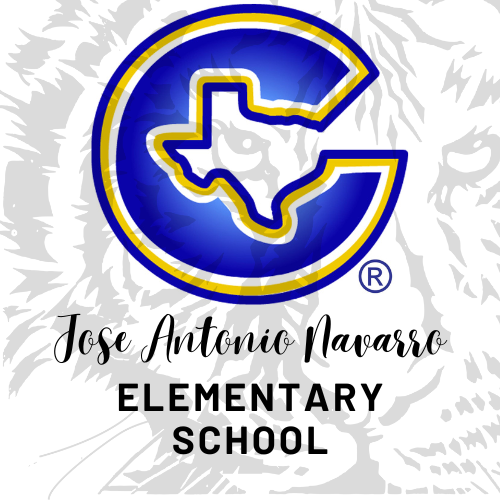 C
®
Jose Antonio Navarro
ELEMENTARY
SCHOOL